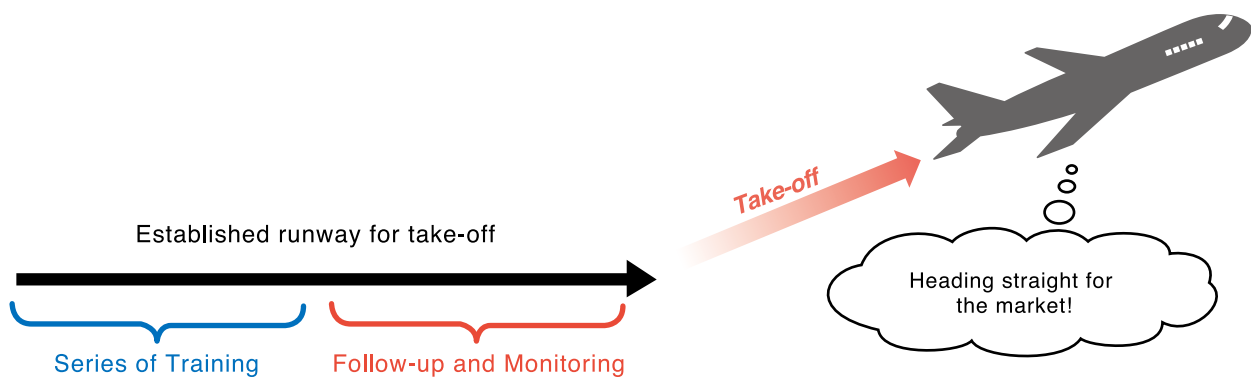 Take-off
Established runway for take-off
Heading straight for
the market!
Series of Training
Follow-up and Monitoring